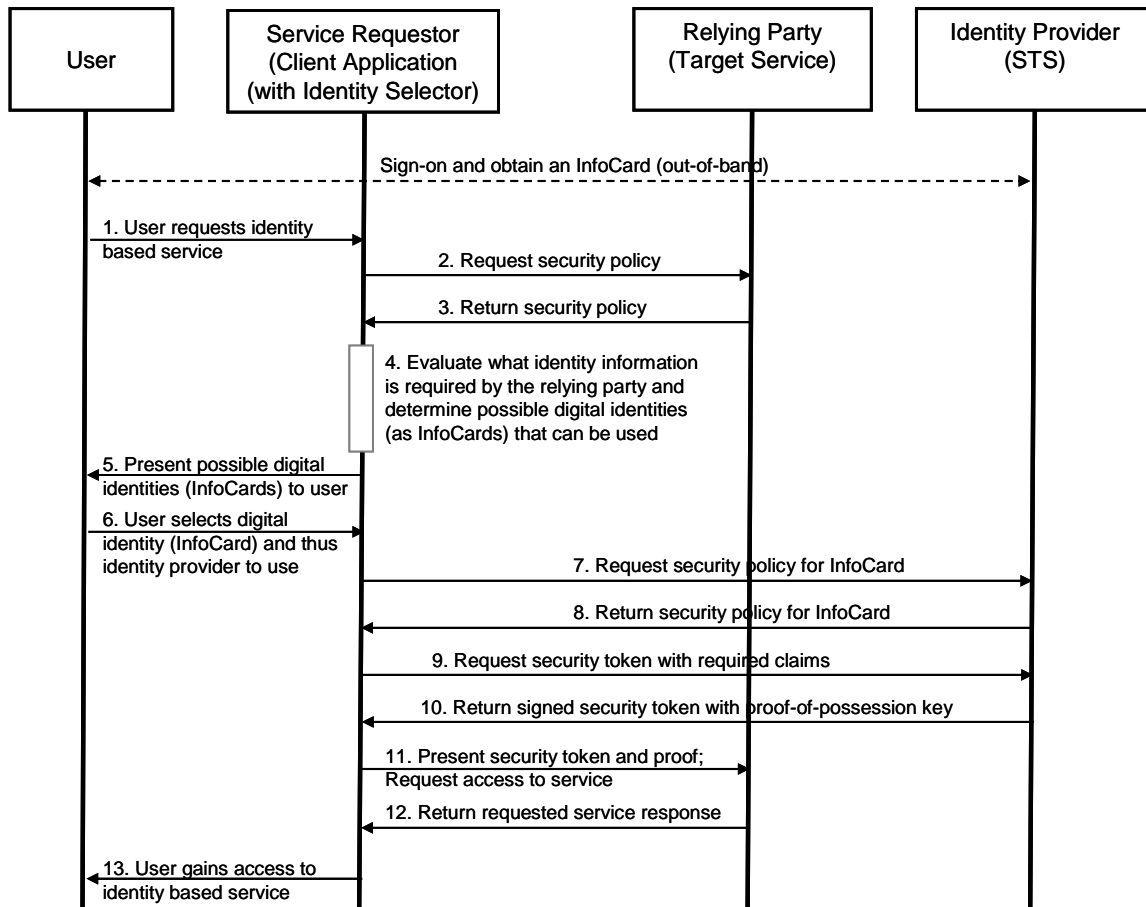 User
Service Requestor
(Client Application
(with Identity Selector)
Relying Party
(Target Service)
Identity Provider
(STS)
Sign-on and obtain an InfoCard (out-of-band)
1. User requests identity
based service
2. Request security policy
3. Return security policy
4. Evaluate what identity information
is required by the relying party and
determine possible digital identities
(as InfoCards) that can be used
5. Present possible digital
identities (InfoCards) to user
6. User selects digital
identity (InfoCard) and thus
identity provider to use
7. Request security policy for InfoCard
8. Return security policy for InfoCard
9. Request security token with required claims
10. Return signed security token with proof-of-possession key
11. Present security token and proof;
Request access to service
12. Return requested service response
13. User gains access to
identity based service